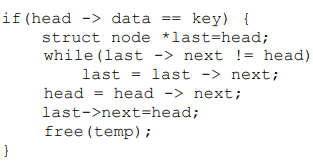 if(head -> data == key) {
    struct node *last=head;
    while(last -> next != head)
        last = last -> next;
    head = head -> next;
    last->next=head;
    free(temp);
}